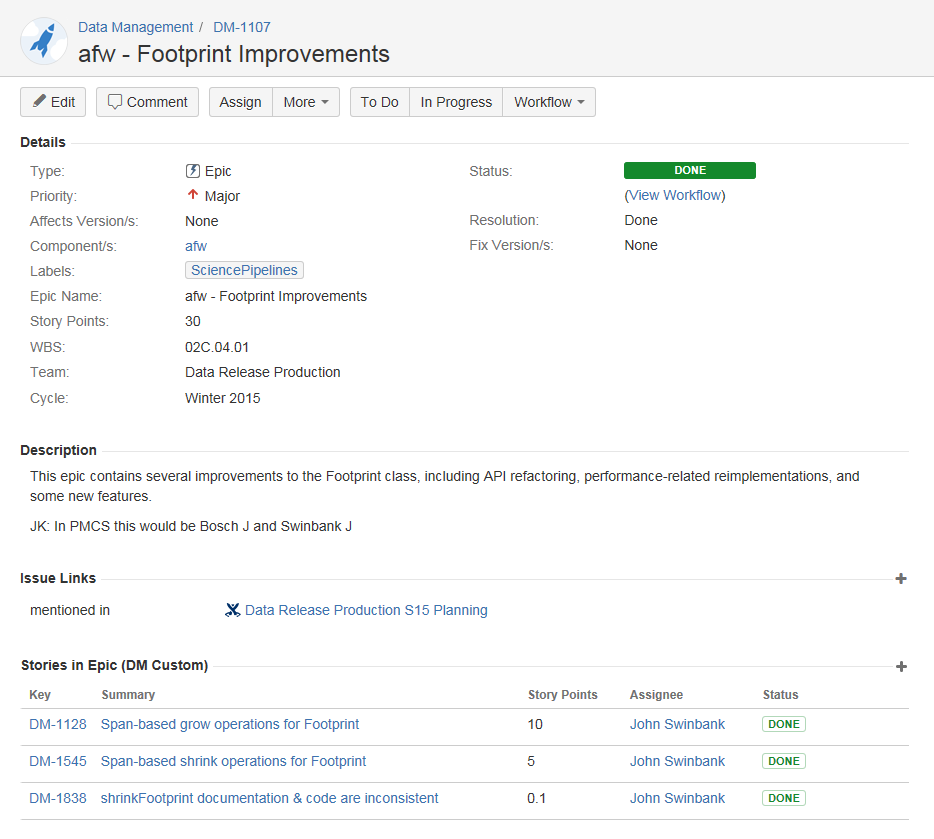 Data Management / DM-1107
afw - Footprint Improvements
Edit Comment Assign More To Do In Progress Workflow
Details
Type: Epic Status: DONE
(View Workflow)
Priority: Major
Affects Version/s: None Resolution: Done
Component/s: afw Fix Version/s: None
Labels: SciencePipelines
Epic Name: afw - Footprint Improvements
Story Points: 30
WBS: 02C.04.01
Team: Data Release Production
Cycle: Winter 2015
Description
This epic contains several improvements to the Footprint class, including API refactoring, performance-related reimplementations, and
some new features.
JK: In PMCS this would be Bosch J and Swinbank J
Issue Links
mentioned in Data Release Production S15 Planning
Stories in Epic (DM Custom)
Key Summary Story Points Assignee Status
DM-1128 Span-based grow operations for Footprint 10 John Swinbank DONE
DM-1545 Span-based shrink operations for Footprint 5 John Swinbank DONE
DM-1838 shrinkFootprint documentation & code are inconsistent 0.1 John Swinbank DONE